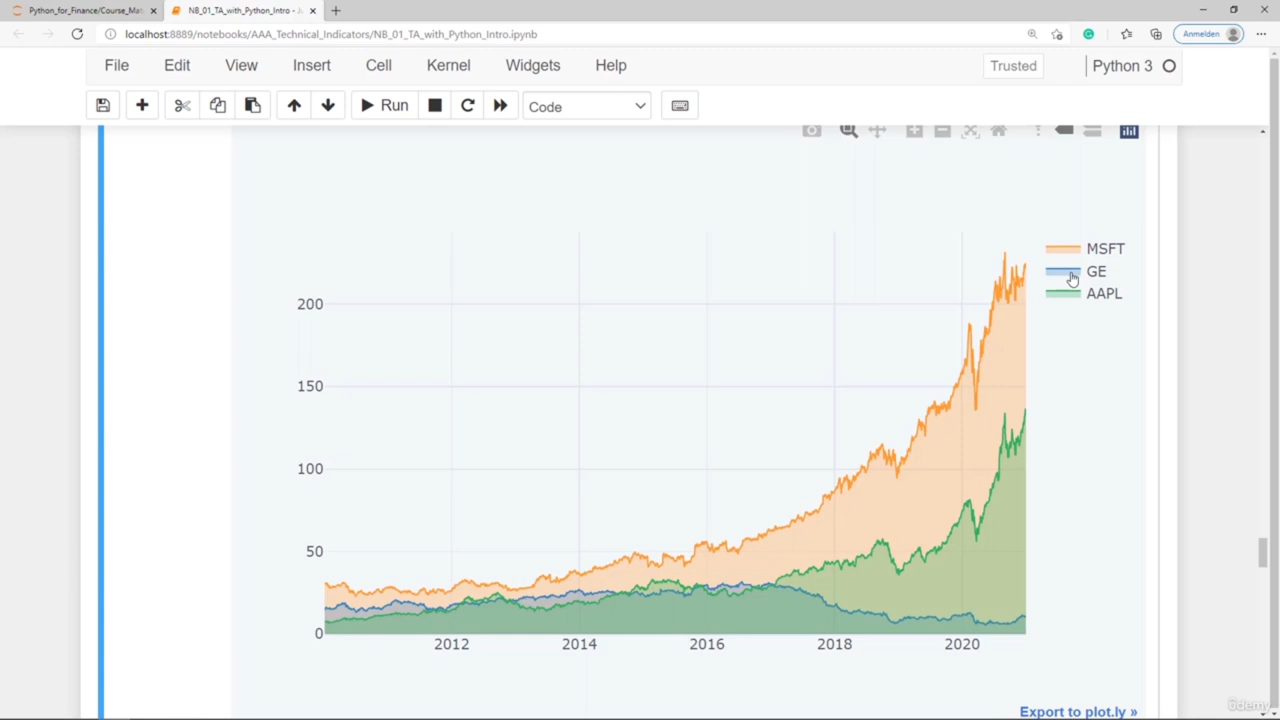 Python_for_Finance/Course_Mat
NB_01_TA_with_Python_Intro - J
localhost:8889/notebooks/AAA_Technical_Indicators/NB_01_TA_with_Python_Intro.ipynb
Anmelden
File Edit View Insert Cell Kernel Widgets Help
Trusted
Python 3
Run
Code
MSFT
GE
AAPL
200
150
100
50
0
2012 2014 2016 2018 2020
Export to plot.ly »
Udemy